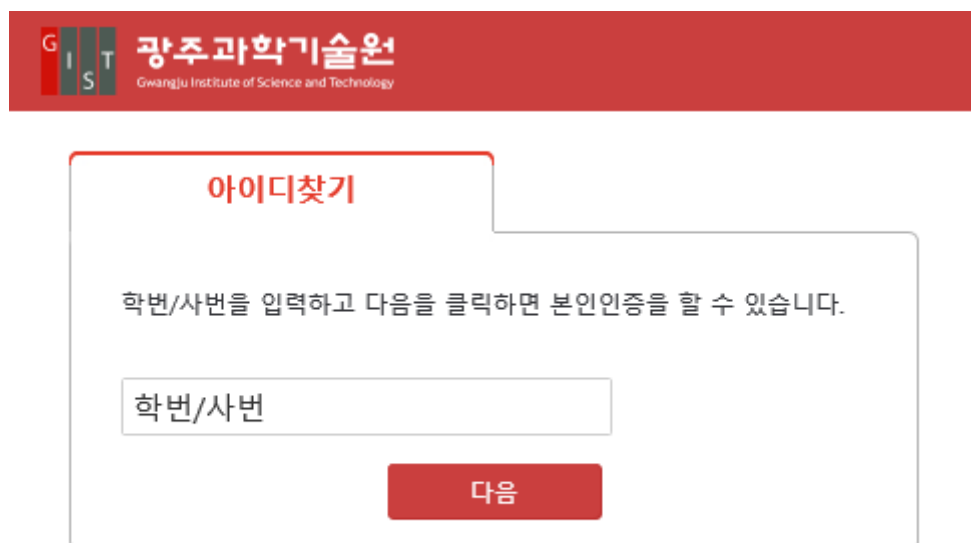 GIST
광주과학기술원
Gwangju Institute of Science and Technology
아이디찾기
학번/사번을 입력하고 다음을 클릭하면 본인인증을 할 수 있습니다.
학번/사번
다음